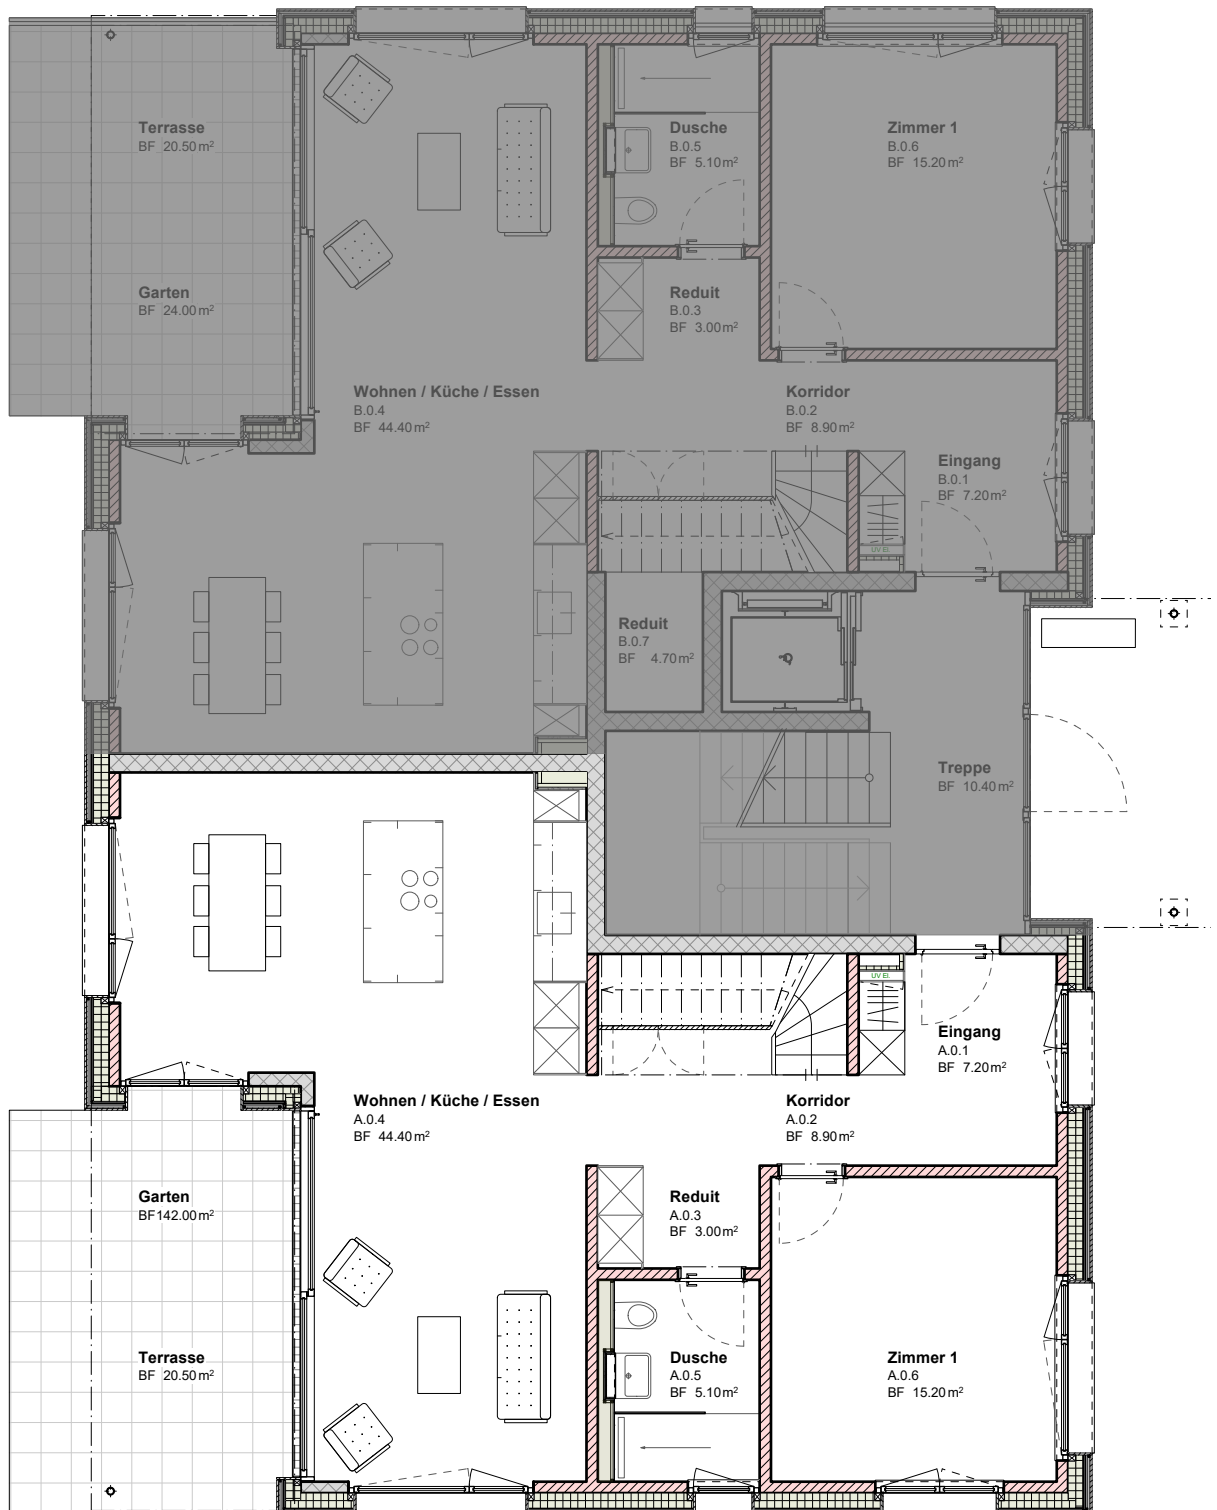 Terrasse
BF 20.50 m²
Dusche
B.0.5
BF 5.10 m²
Zimmer 1
B.0.6
BF 15.20 m²
Garten
BF 24.00 m²
Reduit
B.0.3
BF 3.00 m²
Wohnen / Küche / Essen
B.0.4
BF 44.40 m²
Korridor
B.0.2
BF 8.90 m²
Eingang
B.0.1
BF 7.20 m²
UV El.
Reduit
B.0.7
BF 4.70 m²
Treppe
BF 10.40 m²
UV El.
Eingang
A.0.1
BF 7.20 m²
Wohnen / Küche / Essen
A.0.4
BF 44.40 m²
Korridor
A.0.2
BF 8.90 m²
Garten
BF 142.00 m²
Reduit
A.0.3
BF 3.00 m²
Terrasse
BF 20.50 m²
Dusche
A.0.5
BF 5.10 m²
Zimmer 1
A.0.6
BF 15.20 m²